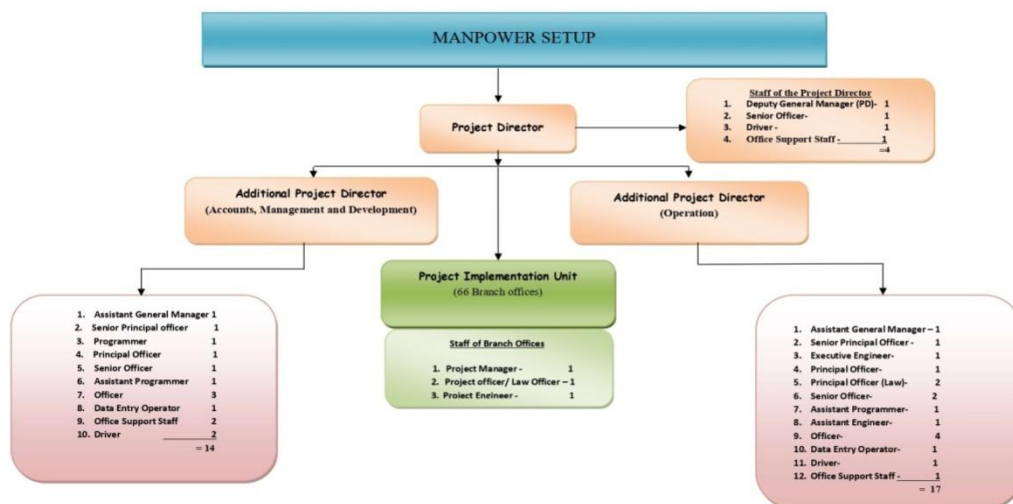 MANPOWER SETUP
Project Director
Staff of the Project Director
1. Deputy General Manager (PD)- 1
2. Senior Officer- 1
3. Driver - 1
4. Office Support Staff - 1
=4
Additional Project Director
(Accounts, Management and Development)
Additional Project Director
(Operation)
Project Implementation Unit
(66 Branch offices)
Staff of Branch Offices
1. Project Manager - 1
2. Project officer/ Law Officer – 1
3. Project Engineer - 1
1. Assistant General Manager 1
2. Senior Principal officer 1
3. Programmer 1
4. Principal Officer 1
5. Senior Officer 1
6. Assistant Programmer 1
7. Officer 3
8. Data Entry Operator 1
9. Office Support Staff 2
10. Driver 2
= 14
1. Assistant General Manager – 1
2. Senior Principal Officer - 1
3. Executive Engineer- 1
4. Principal Officer- 1
5. Principal Officer (Law)- 2
6. Senior Officer- 2
7. Assistant Programmer- 1
8. Assistant Engineer- 1
9. Officer- 4
10. Data Entry Operator- 1
11. Driver- 1
12. Office Support Staff - 1
= 17